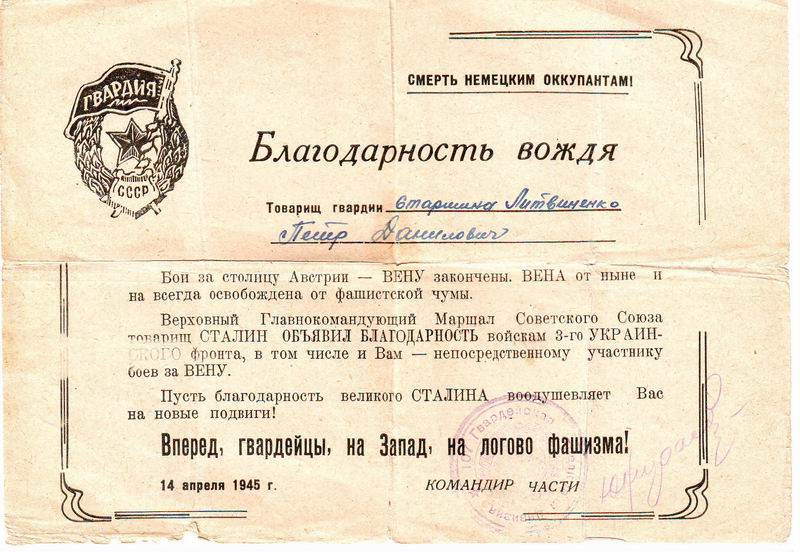 ГВАРДИЯ
СССР
СМЕРТЬ НЕМЕЦКИМ ОККУПАНТАМ!
Благодарность вождя
Товарищ гвардии старшина Литвиненко
Петр Данилович
Бои за столицу Австрии — ВЕНУ закончены. ВЕНА от ныне и
на всегда освобождена от фашистской чумы.
Верховный Главнокомандующий Маршал Советского Союза
товарищ СТАЛИН ОБЪЯВИЛ БЛАГОДАРНОСТЬ войскам 3-го УКРАИН-
СКОГО фронта, в том числе и Вам — непосредственному участнику
боев за ВЕНУ.
Пусть благодарность великого СТАЛИНА воодушевляет Вас
на новые подвиги!
Вперед, гвардейцы, на Запад, на логово фашизма!
14 апреля 1945 г.
КОМАНДИР ЧАСТИ
107 Гвардейская
дивизия